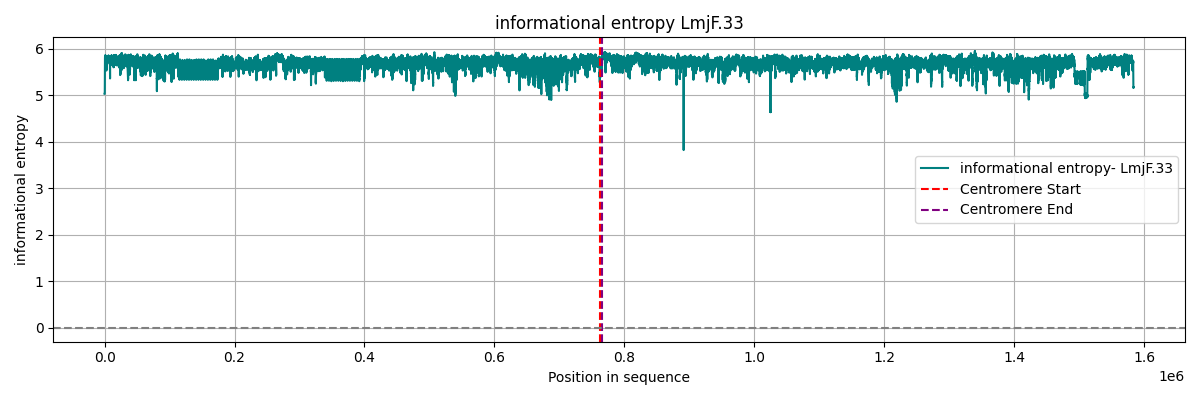 informational entropy LmjF.33
informational entropy
6
5
4
3
2
1
0
informational entropy- LmjF.33
Centromere Start
Centromere End
0.0 0.2 0.4 0.6 0.8 1.0 1.2 1.4 1.6
1e6
Position in sequence